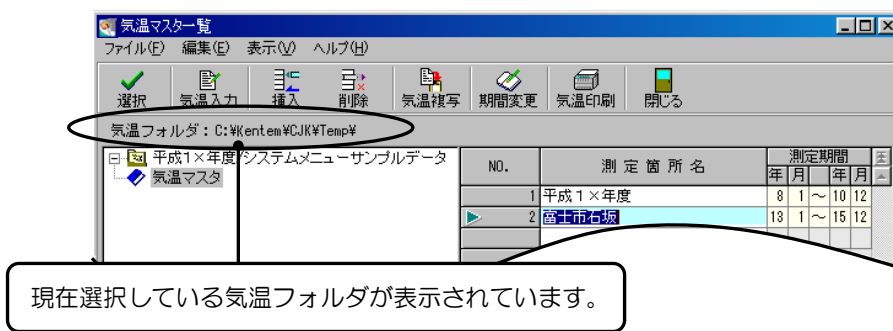 気温マスター覧
ファイル(F) 編集(E) 表示(V) ヘルプ(H)
選択 気温入力 挿入 削除 気温複写 期間変更 気温印刷 閉じる
気温フォルダ：C:¥Kentem¥CJK¥Temp¥
平成1×年度/システムメニューサンプルデータ
気温マスタ
NO. 測定箇所名 測定期間
年 月 年 月
1 平成1×年度 8 1 ～ 10 12
2 富士市石坂 13 1 ～ 15 12
現在選択している気温フォルダが表示されています。